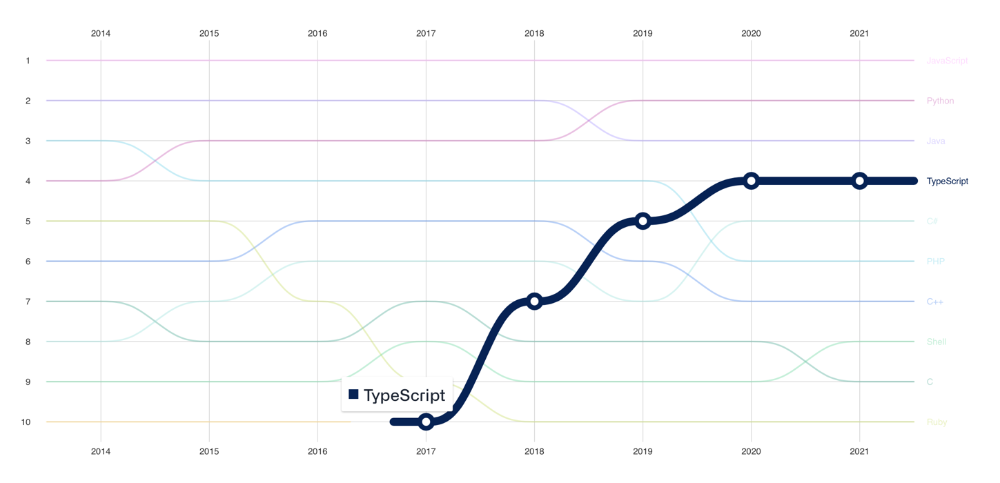 2014 2015 2016 2017 2018 2019 2020 2021
1 JavaScript
2 Python
3 Java
4 TypeScript
5 C#
6 PHP
7 C++
8 Shell
9 C
TypeScript
10 Ruby
2014 2015 2016 2017 2018 2019 2020 2021